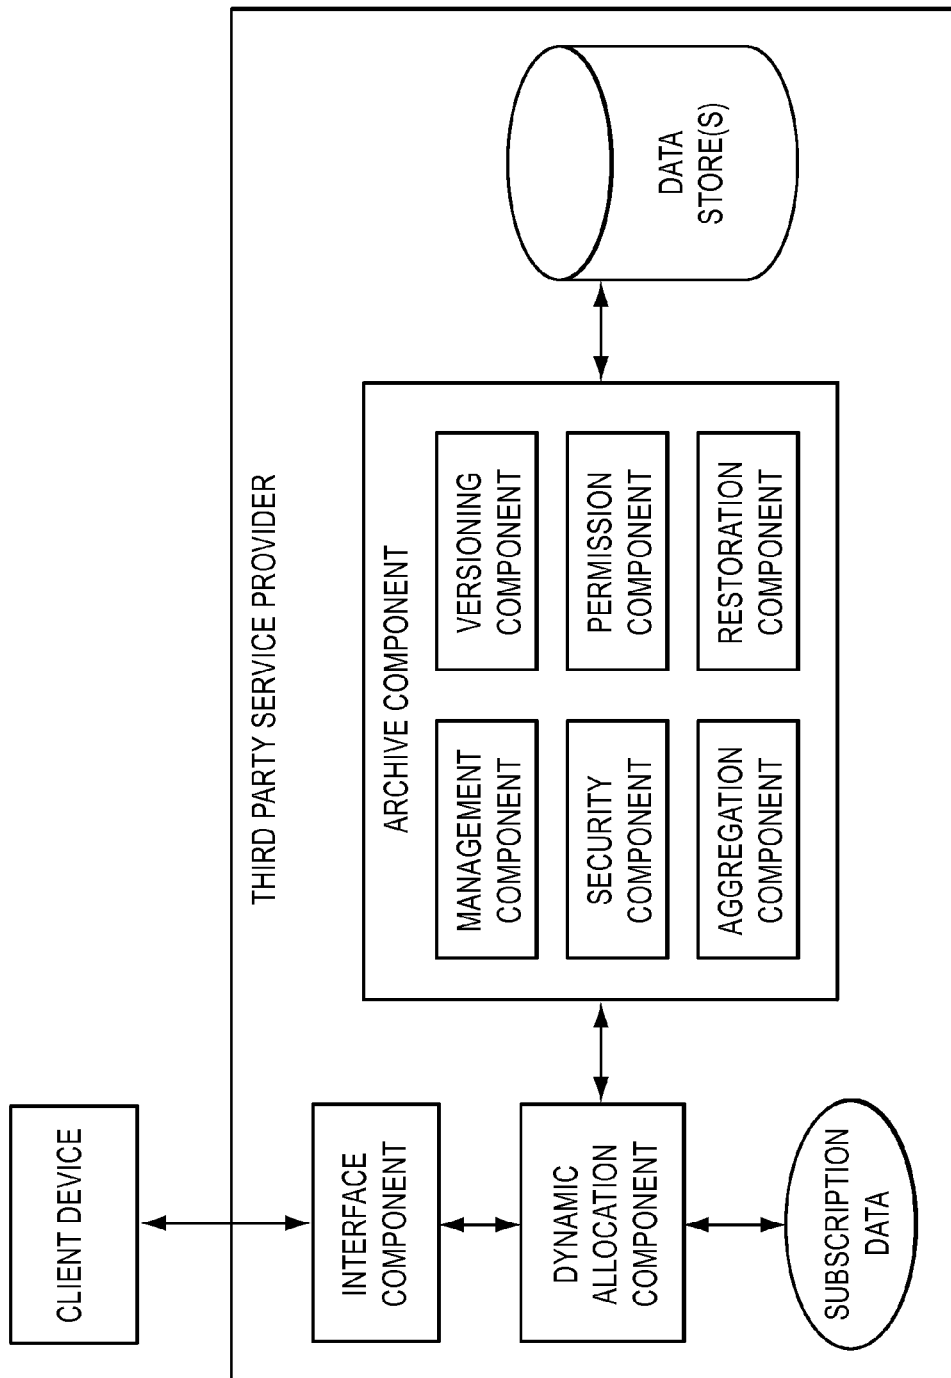 CLIENT DEVICE
THIRD PARTY SERVICE PROVIDER
INTERFACE
COMPONENT
DYNAMIC
ALLOCATION
COMPONENT
SUBSCRIPTION
DATA
ARCHIVE COMPONENT
MANAGEMENT
COMPONENT
VERSIONING
COMPONENT
SECURITY
COMPONENT
PERMISSION
COMPONENT
AGGREGATION
COMPONENT
RESTORATION
COMPONENT
DATA
STORE(S)